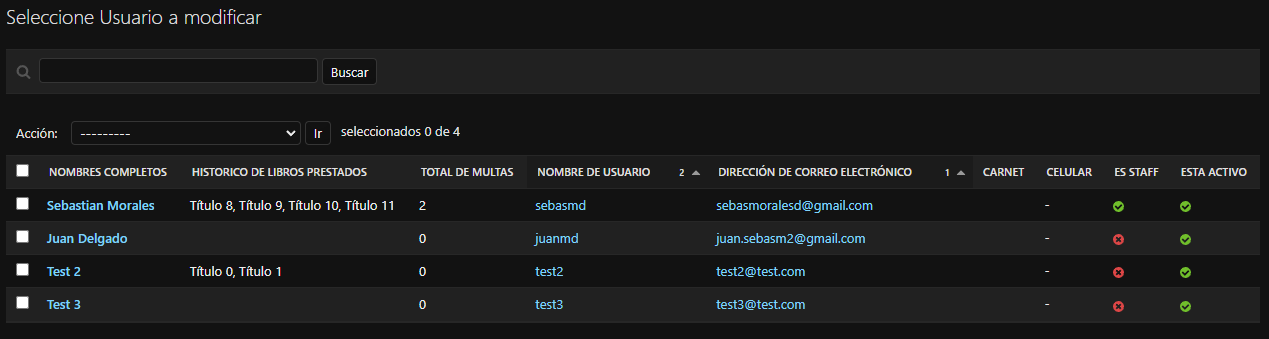 Seleccione Usuario a modificar
Buscar
Acción: --------- Ir seleccionados 0 de 4
NOMBRES COMPLETOS HISTORICO DE LIBROS PRESTADOS TOTAL DE MULTAS NOMBRE DE USUARIO 2 DIRECCIÓN DE CORREO ELECTRÓNICO 1 CARNET CELULAR ES STAFF ESTA ACTIVO
Sebastian Morales Título 8, Título 9, Título 10, Título 11 2 sebasmd sebasmoralesd@gmail.com -
Juan Delgado 0 juanmd juan.sebasm2@gmail.com -
Test 2 Título 0, Título 1 0 test2 test2@test.com -
Test 3 0 test3 test3@test.com -